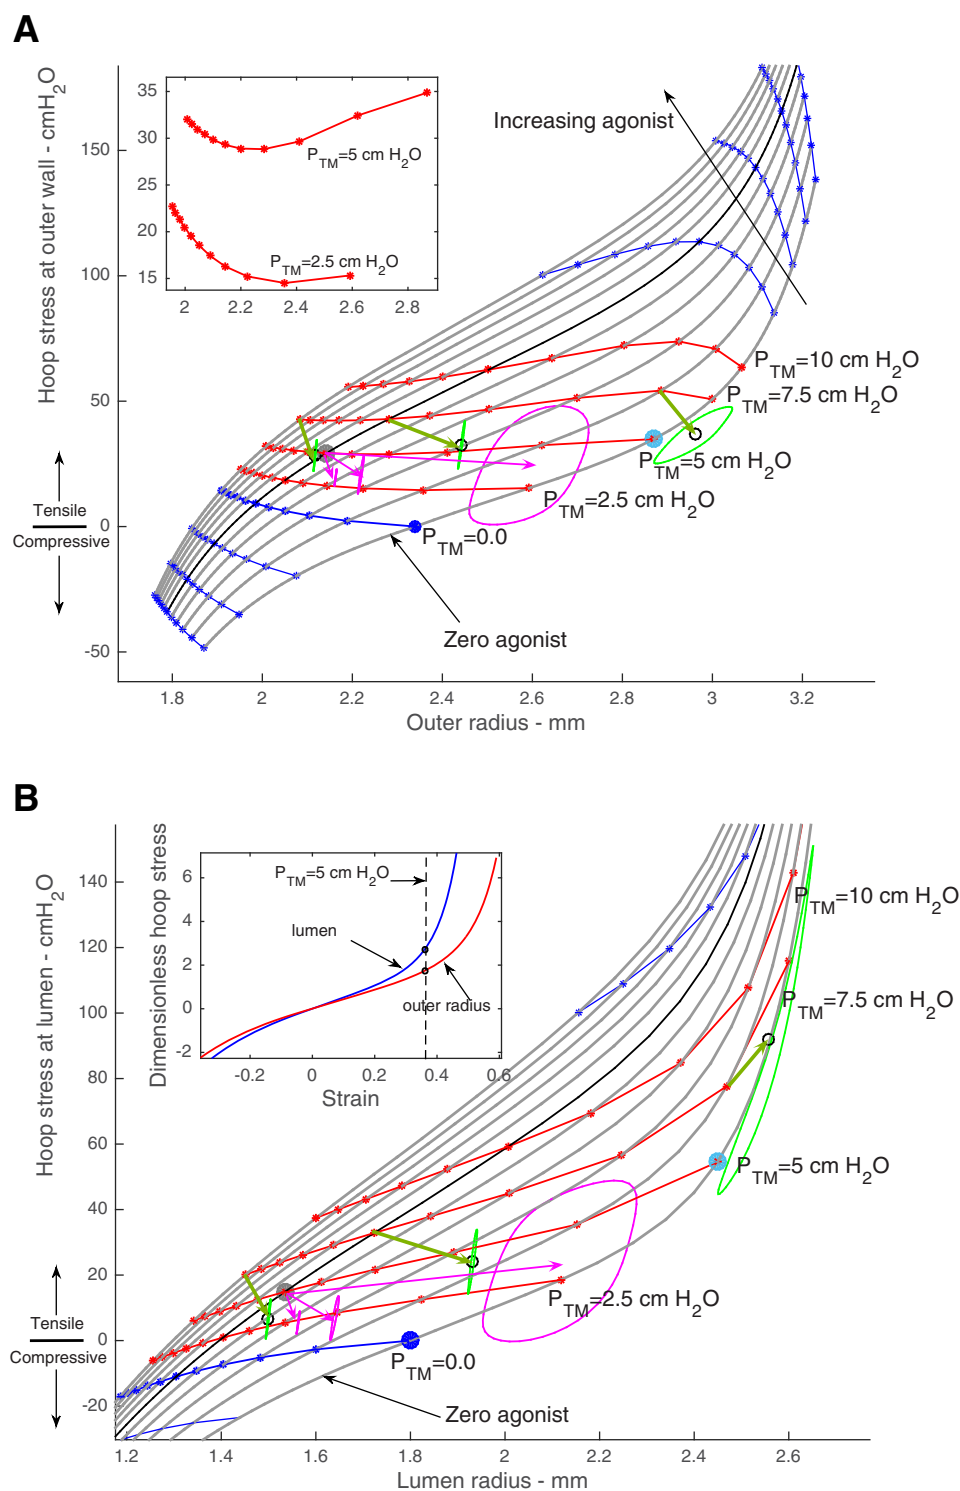 A
Hoop stress at outer wall - cmH2O
150
100
50
0
-50
Tensile
Compressive
35
30
25
20
15
2
2.2
2.4
2.6
2.8
PTM=5 cm H2O
PTM=2.5 cm H2O
Increasing agonist
PTM=10 cm H2O
PTM=7.5 cm H2O
PTM=5 cm H2O
PTM=2.5 cm H2O
PTM=0.0
Zero agonist
1.8
2
2.2
2.4
2.6
2.8
3
3.2
Outer radius - mm
B
Hoop stress at lumen - cmH2O
140
120
100
80
60
40
20
0
-20
Tensile
Compressive
Dimensionless hoop stress
6
4
2
0
-2
PTM=5 cm H2O
lumen
outer radius
-0.2
0
0.2
0.4
0.6
Strain
PTM=10 cm H2O
PTM=7.5 cm H2O
PTM=5 cm H2O
PTM=2.5 cm H2O
PTM=0.0
Zero agonist
1.2
1.4
1.6
1.8
2
2.2
2.4
2.6
Lumen radius - mm